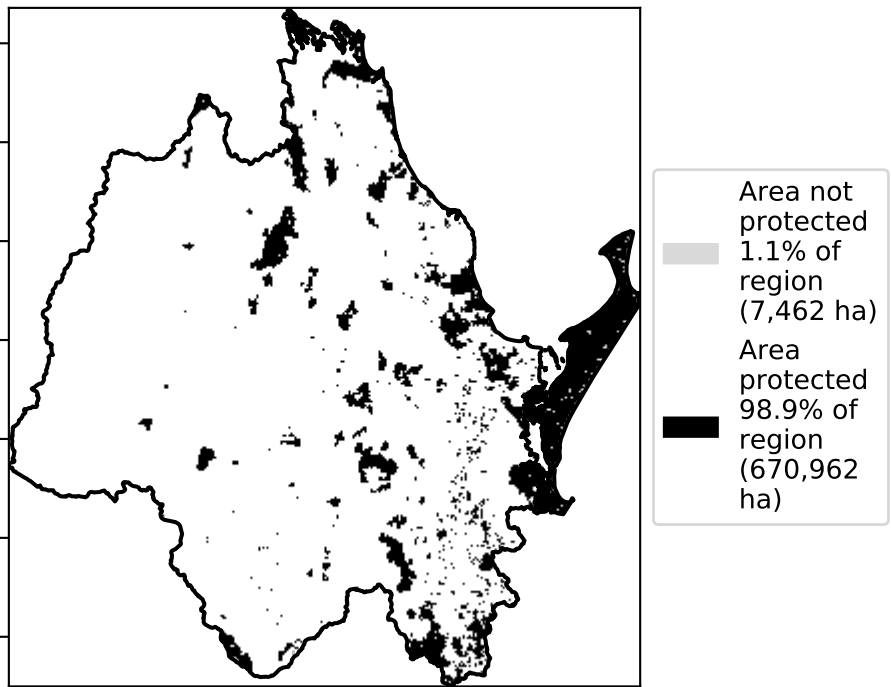 Area not
protected
1.1% of
region
(7,462 ha)
Area
protected
98.9% of
region
(670,962
ha)